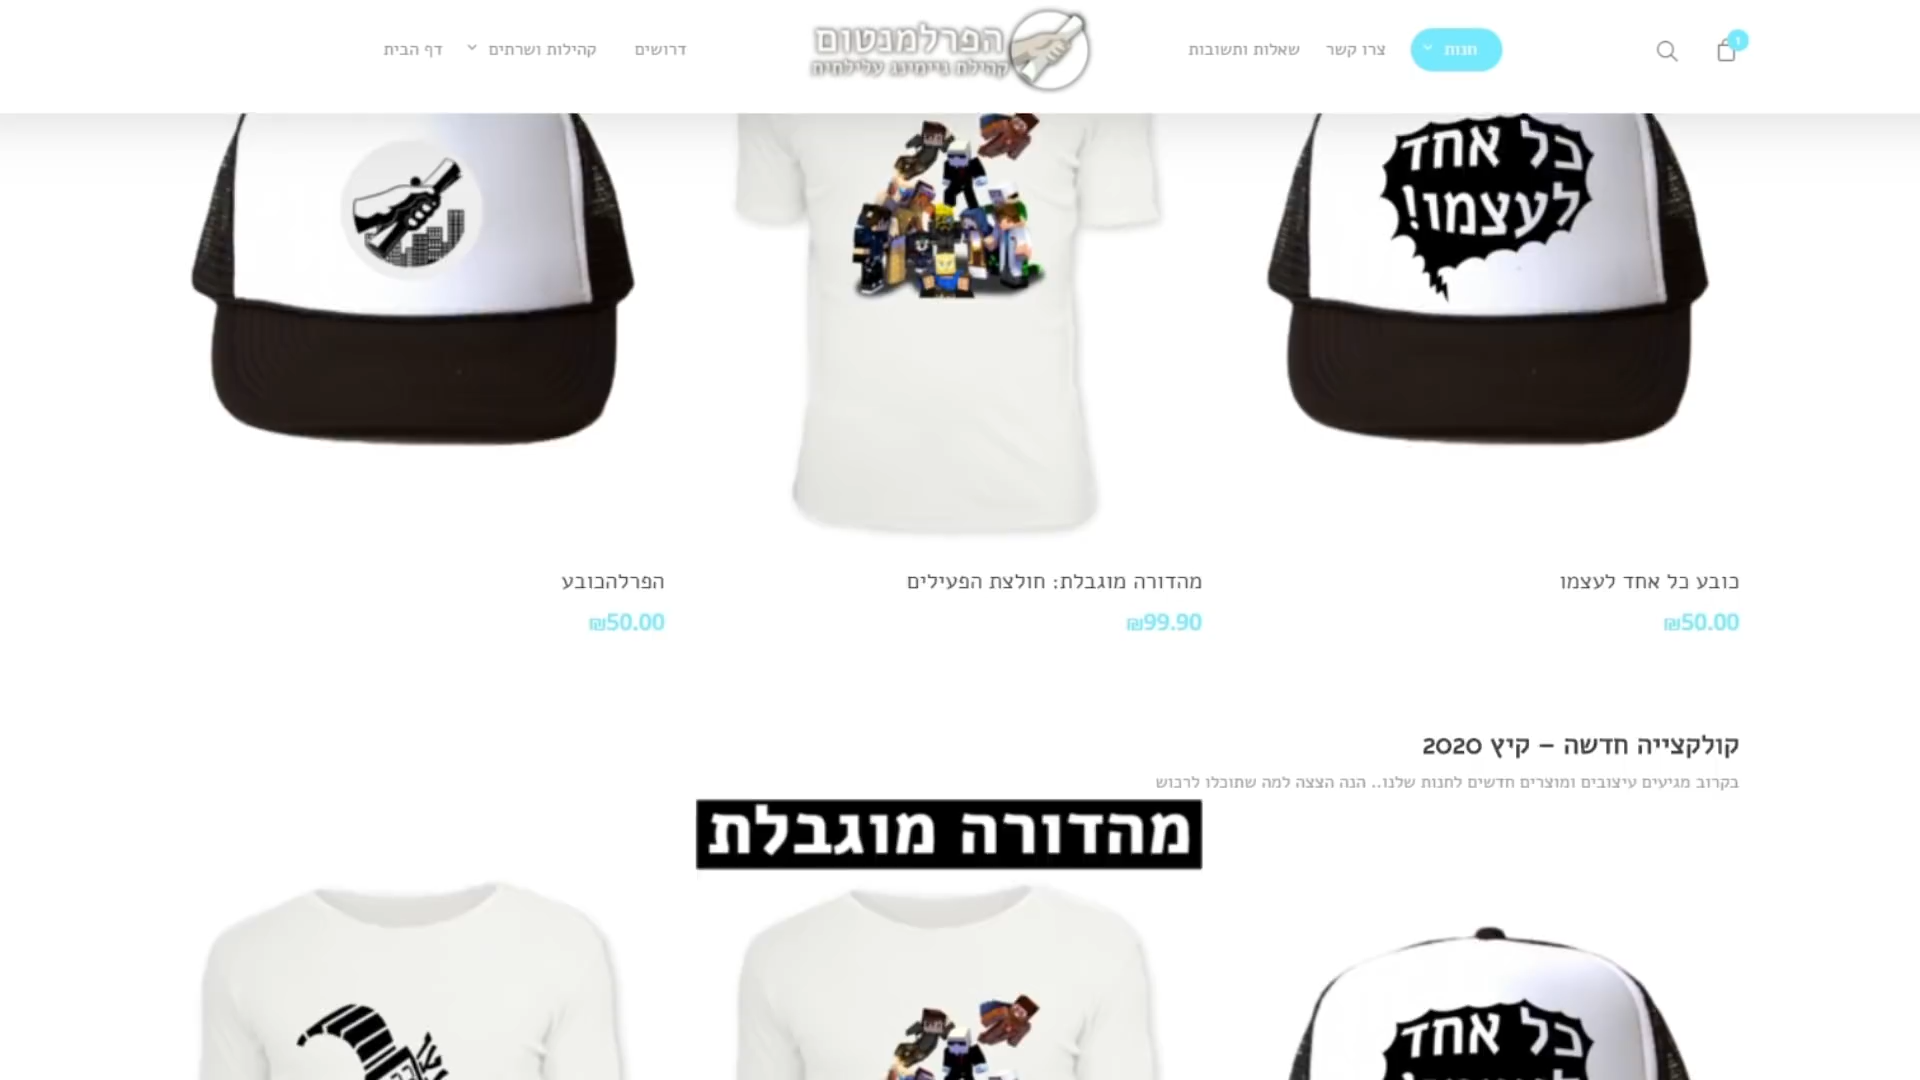 1
חנות
צרו קשר
שאלות ותשובות
הפרלמנטום
קהילת גיימינג עלילתית
דרושים
קהילות ושרתים
דף הבית
כל אחד
לעצמו!
כובע כל אחד לעצמו
₪50.00
מהדורה מוגבלת: חולצת הפעילים
₪99.90
הפרלהכובע
₪50.00
קולקצייה חדשה – קיץ 2020
בקרוב מגיעים עיצובים ומוצרים חדשים לחנות שלנו.. הנה הצצה למה שתוכלו לרכוש
מהדורה מוגבלת
כל אחד